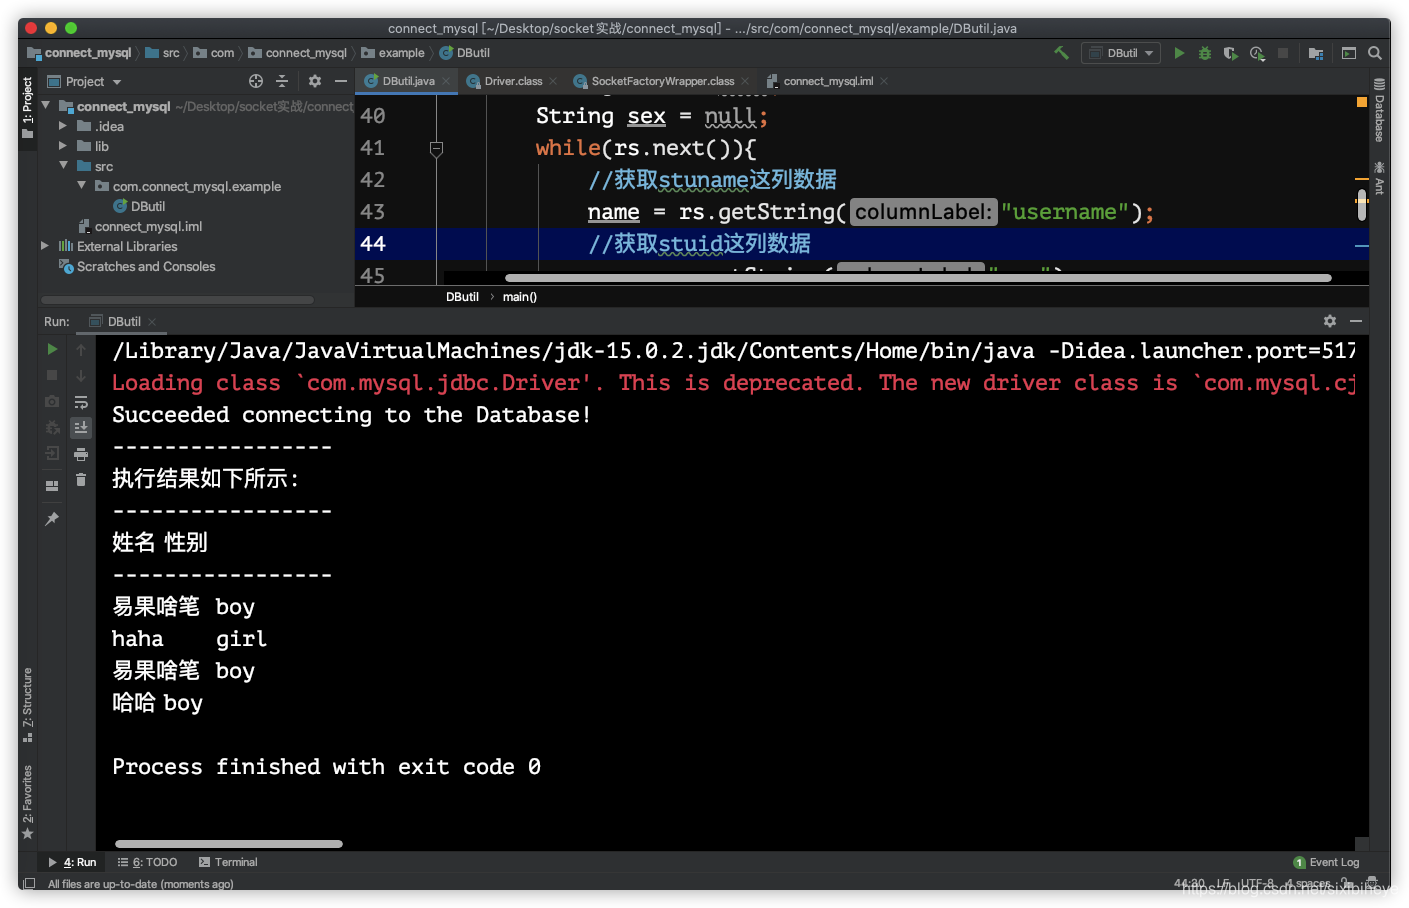 connect_mysql [~/Desktop/socket实战/connect_mysql] - .../src/com/connect_mysql/example/DButil.java
connect_mysql src com connect_mysql example DButil
DButil
1: Project
Project
DButil.java Driver.class SocketFactoryWrapper.class connect_mysql.iml
connect_mysql ~/Desktop/socket实战/connect
.idea
lib
src
com.connect_mysql.example
DButil
connect_mysql.iml
External Libraries
Scratches and Consoles
40 String sex = null;
41 while(rs.next()){
42 //获取stuname这列数据
43 name = rs.getString( columnLabel: "username");
44 //获取stuid这列数据
45
DButil main()
Database
Ant
Run: DButil
/Library/Java/JavaVirtualMachines/jdk-15.0.2.jdk/Contents/Home/bin/java -Didea.launcher.port=517
Loading class `com.mysql.jdbc.Driver'. This is deprecated. The new driver class is `com.mysql.cj
Succeeded connecting to the Database!
-----------------
执行结果如下所示:
-----------------
姓名 性别
-----------------
易果啥笔 boy
haha girl
易果啥笔 boy
哈哈 boy
Process finished with exit code 0
7: Structure
2: Favorites
4: Run 6: TODO Terminal
1 Event Log
All files are up-to-date (moments ago)
44:30 LF UTF-8 4 spaces